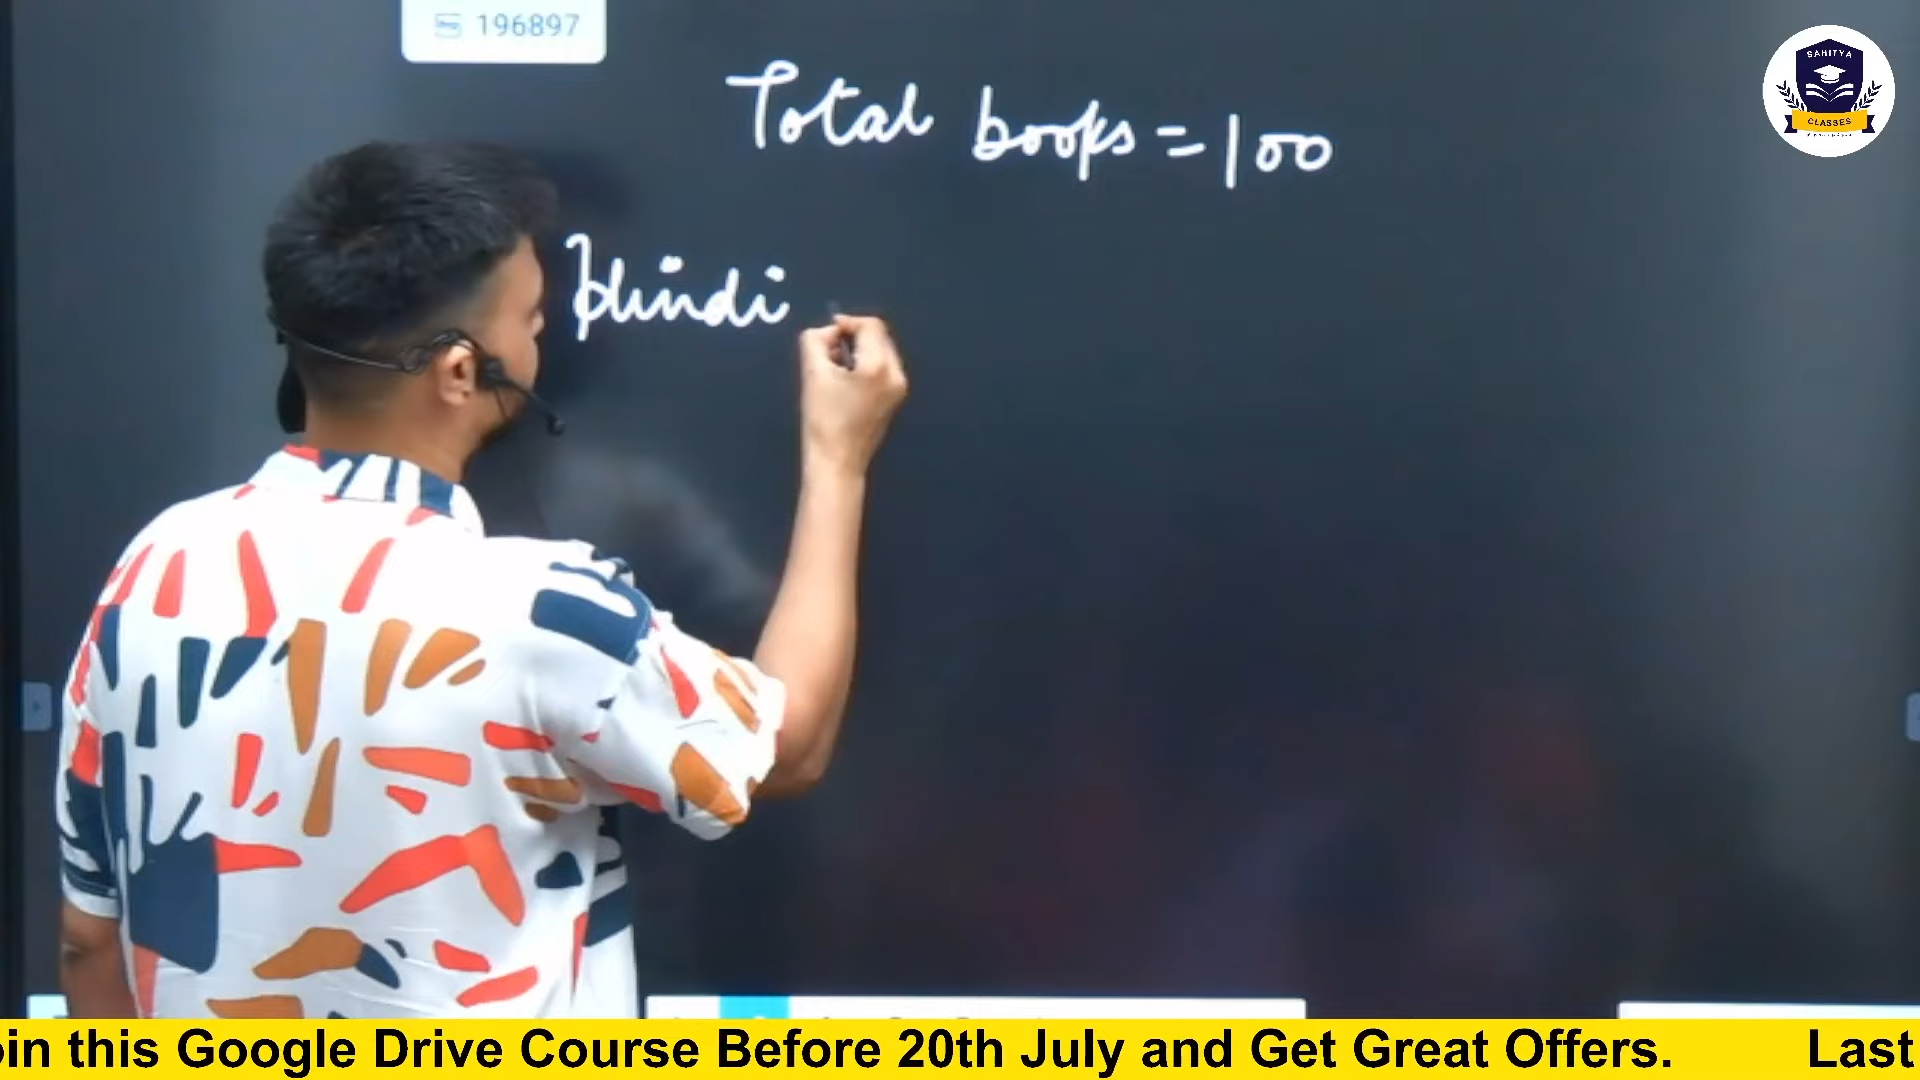 196897
Total books = 100
Hindi
SAHITYA
CLASSES
oin this Google Drive Course Before 20th July and Get Great Offers. Last